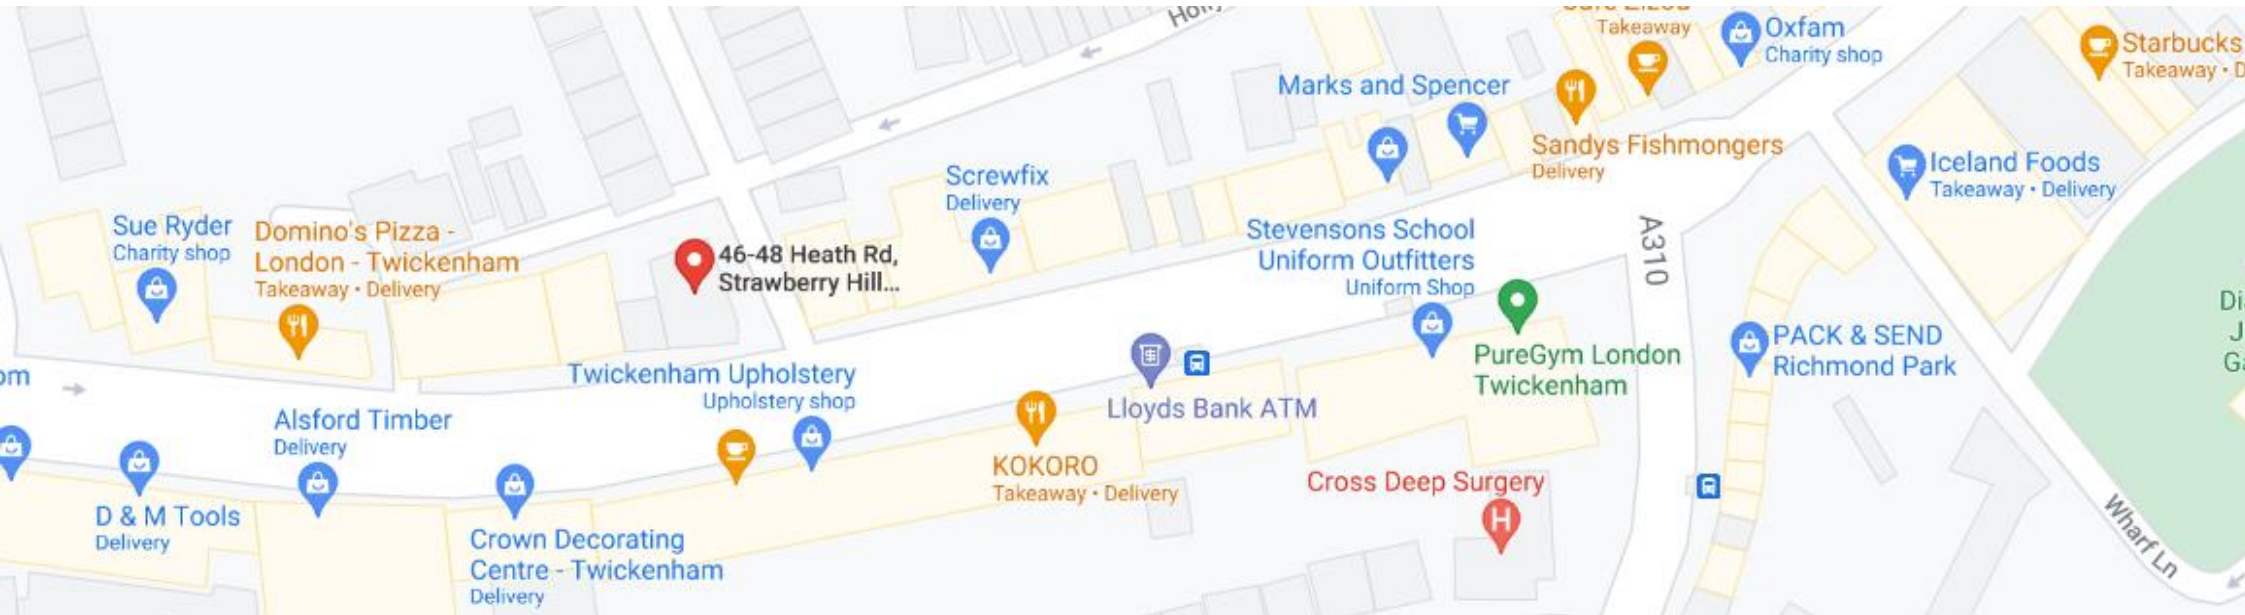 Takeaway
Oxfam
Charity shop
Starbucks
Takeaway •
Marks and Spencer
Sandys Fishmongers
Delivery
Iceland Foods
Takeaway • Delivery
Screwfix
Delivery
Sue Ryder
Charity shop
Domino's Pizza -
London - Twickenham
Takeaway • Delivery
46-48 Heath Rd,
Strawberry Hill...
Stevensons School
Uniform Outfitters
Uniform Shop
A310
PureGym London
Twickenham
PACK & SEND
Richmond Park
Twickenham Upholstery
Upholstery shop
Lloyds Bank ATM
Alsford Timber
Delivery
KOKORO
Takeaway • Delivery
Cross Deep Surgery
H
D & M Tools
Delivery
Crown Decorating
Centre - Twickenham
Delivery
Wharf Ln